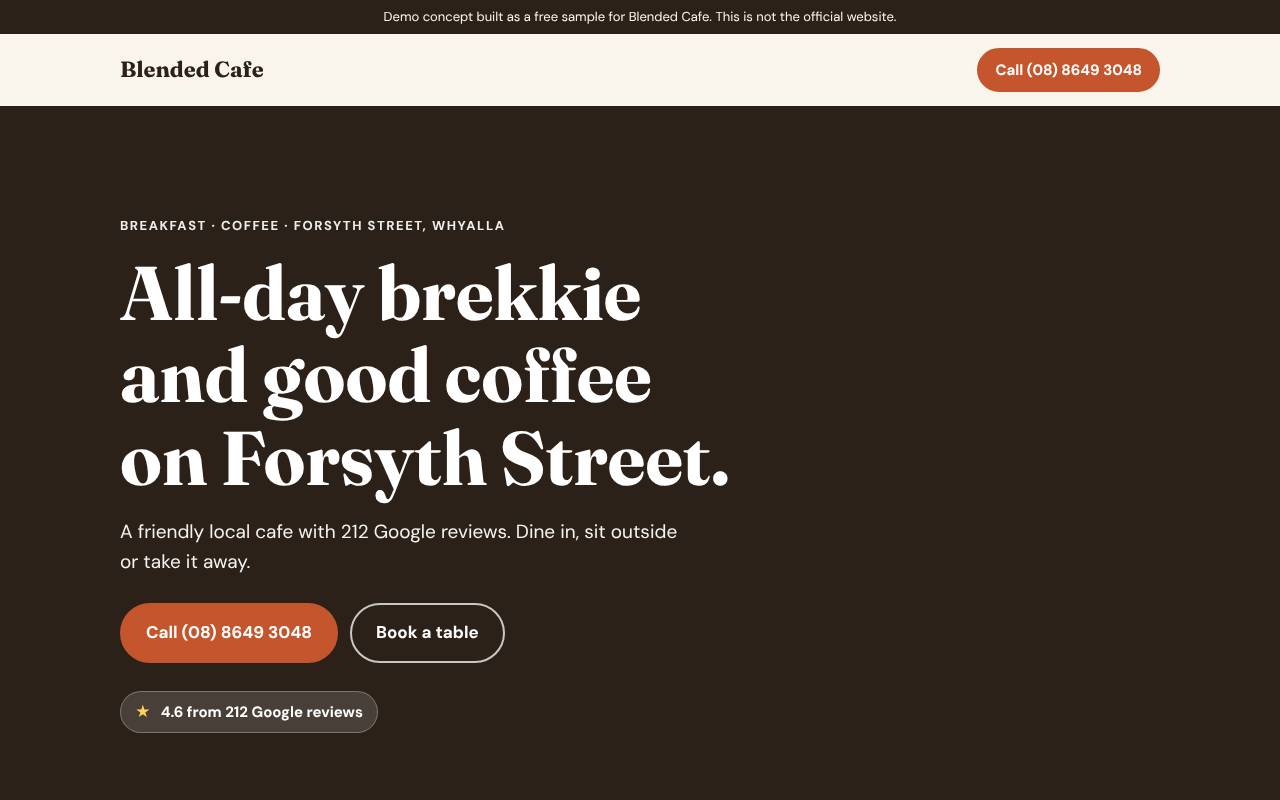 Demo concept built as a free sample for Blended Cafe. This is not the official website.
Blended Cafe
Call (08) 8649 3048
BREAKFAST · COFFEE · FORSYTH STREET, WHYALLA
All-day brekkie
and good coffee
on Forsyth Street.
A friendly local cafe with 212 Google reviews. Dine in, sit outside
or take it away.
Call (08) 8649 3048
Book a table
★ 4.6 from 212 Google reviews